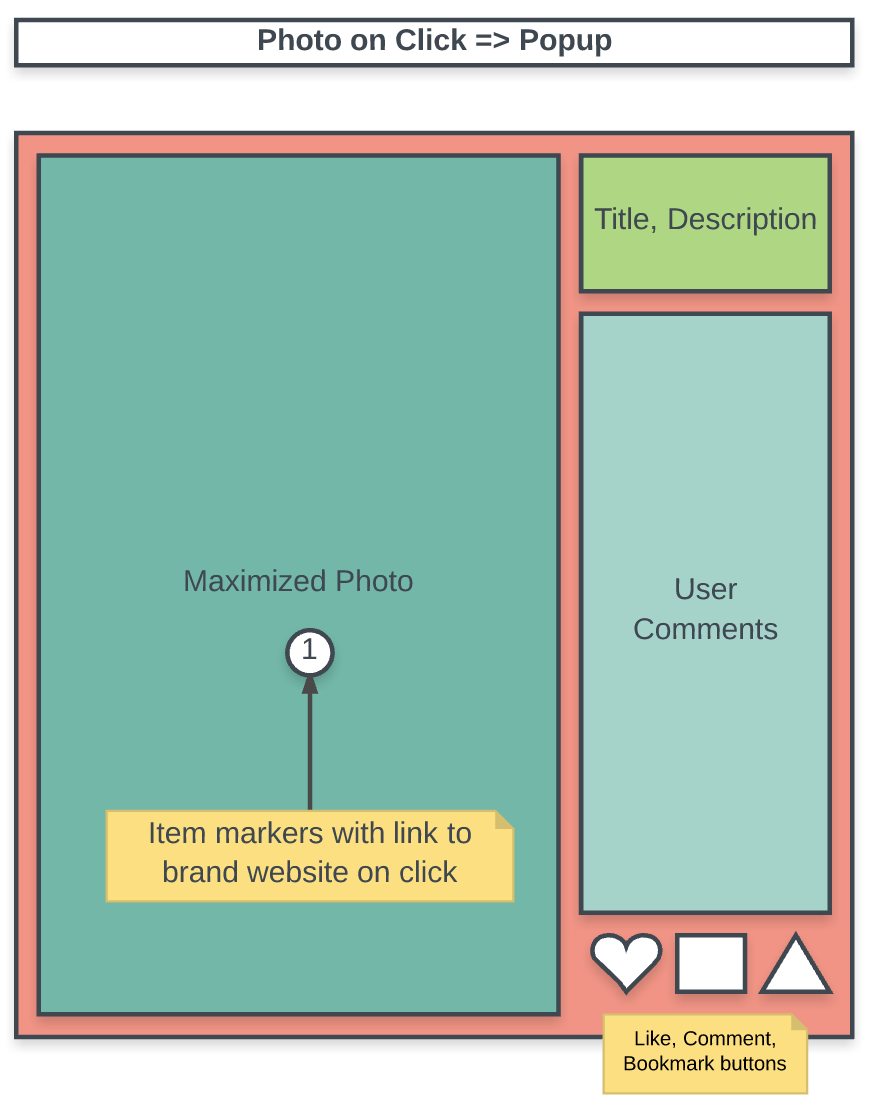 Photo on Click => Popup
Title, Description
Maximized Photo
1
Item markers with link to
brand website on click
User
Comments
Like, Comment,
Bookmark buttons